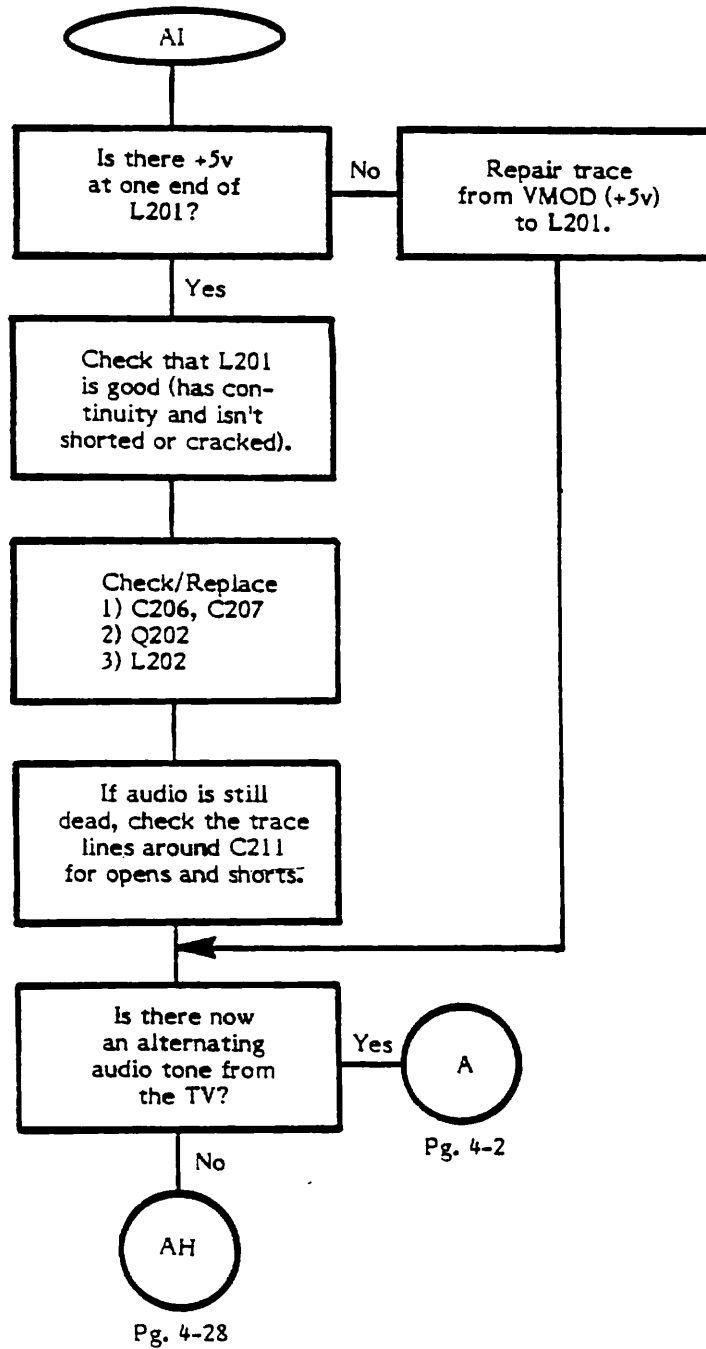 AI
Is there +5v
at one end of
L201?
No
Repair trace
from VMOD (+5v)
to L201.
Yes
Check that L201
is good (has con-
tinuity and isn't
shorted or cracked).
Check/Replace
1) C206, C207
2) Q202
3) L202
If audio is still
dead, check the trace
lines around C211
for opens and shorts.
Is there now
an alternating
audio tone from
the TV?
Yes
A
Pg. 4-2
No
AH
Pg. 4-28